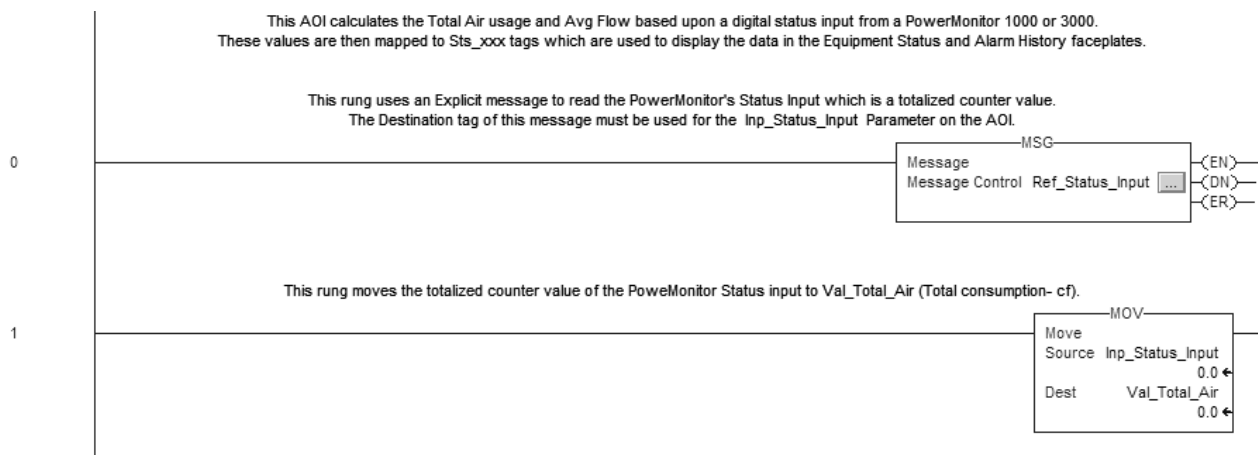 This AOI calculates the Total Air usage and Avg Flow based upon a digital status input from a PowerMonitor 1000 or 3000.
These values are then mapped to Sts_xxx tags which are used to display the data in the Equipment Status and Alarm History faceplates.
This rung uses an Explicit message to read the PowerMonitor's Status Input which is a totalized counter value.
The Destination tag of this message must be used for the Inp_Status_Input Parameter on the AOI.
0
MSG
Message
Message Control Ref_Status_Input ...
EN
DN
ER
This rung moves the totalized counter value of the PoweMonitor Status input to Val_Total_Air (Total consumption- cf).
1
MOV
Move
Source Inp_Status_Input
0.0
Dest Val_Total_Air
0.0